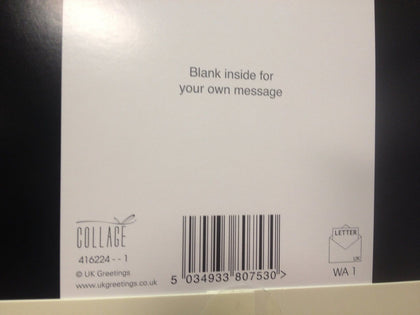 Blank inside for
your own message
COLLAGE
416224 - - 1
© UK Greetings
www.ukgreetings.co.uk
5 034933 807530 >
LETTER
UK
WA 1